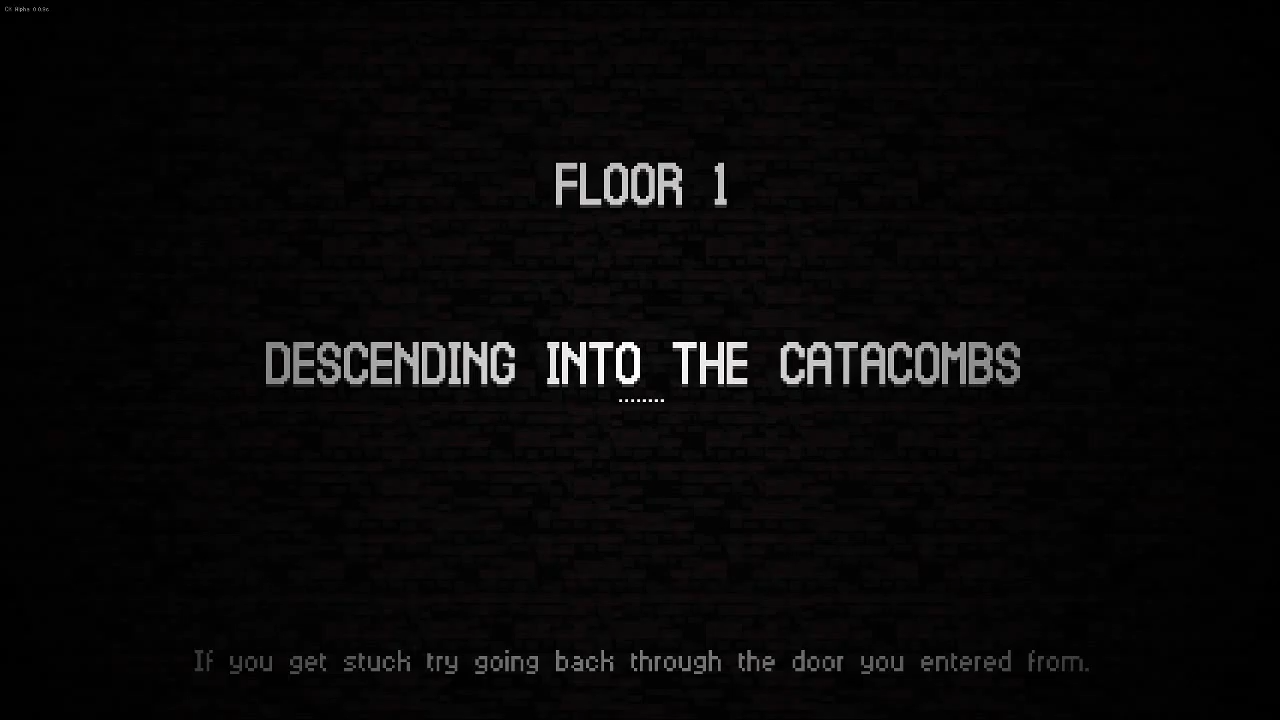 FLOOR 1
DESCENDING INTO THE CATACOMBS
........
If you get stuck try going back through the door you entered from.